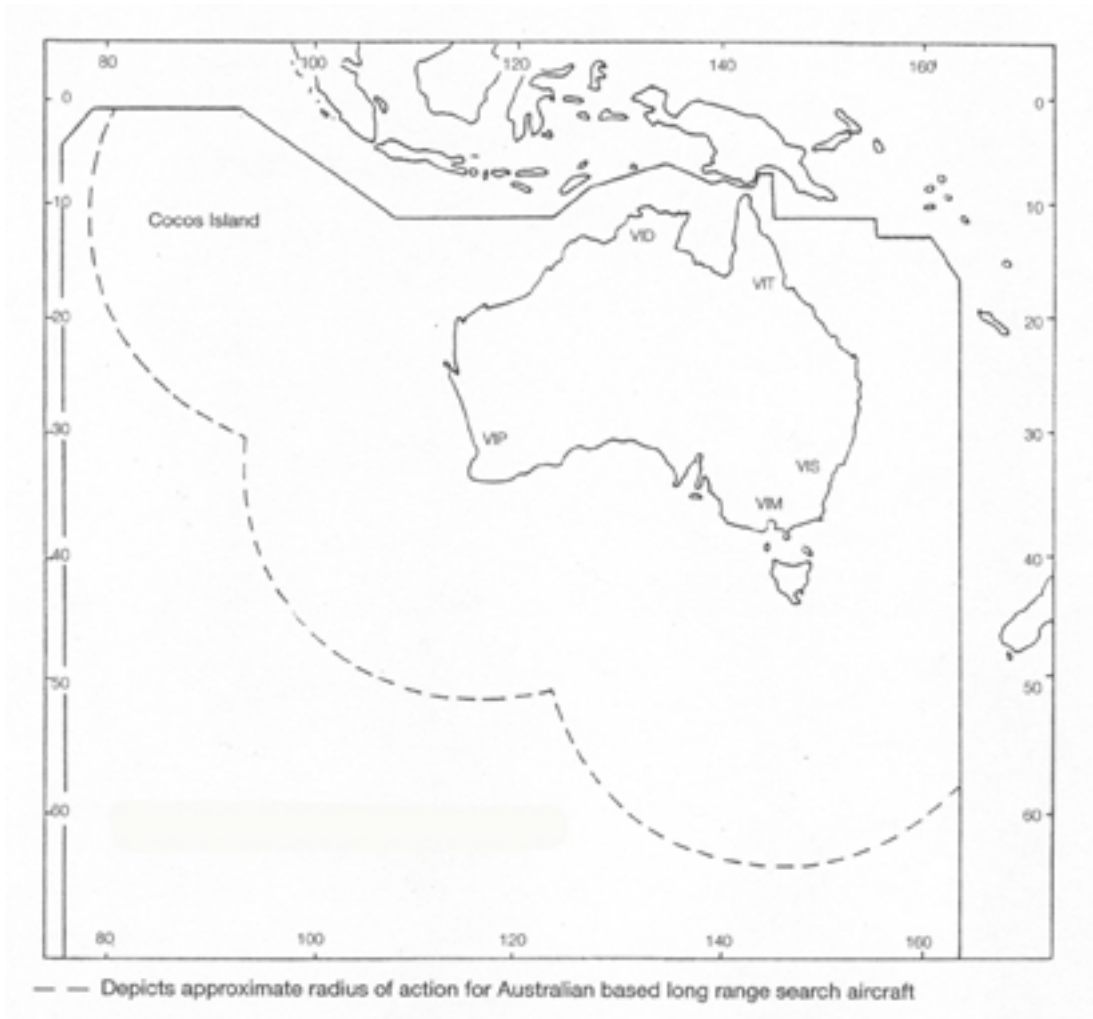 80 100 120 140 160
0 0
Cocos Island
10 10
VID
VIT
20 20
30 30
VIP
VIS
VIM
40 40
50 50
60 60
80 100 120 140 160
— — Depicts approximate radius of action for Australian based long range search aircraft